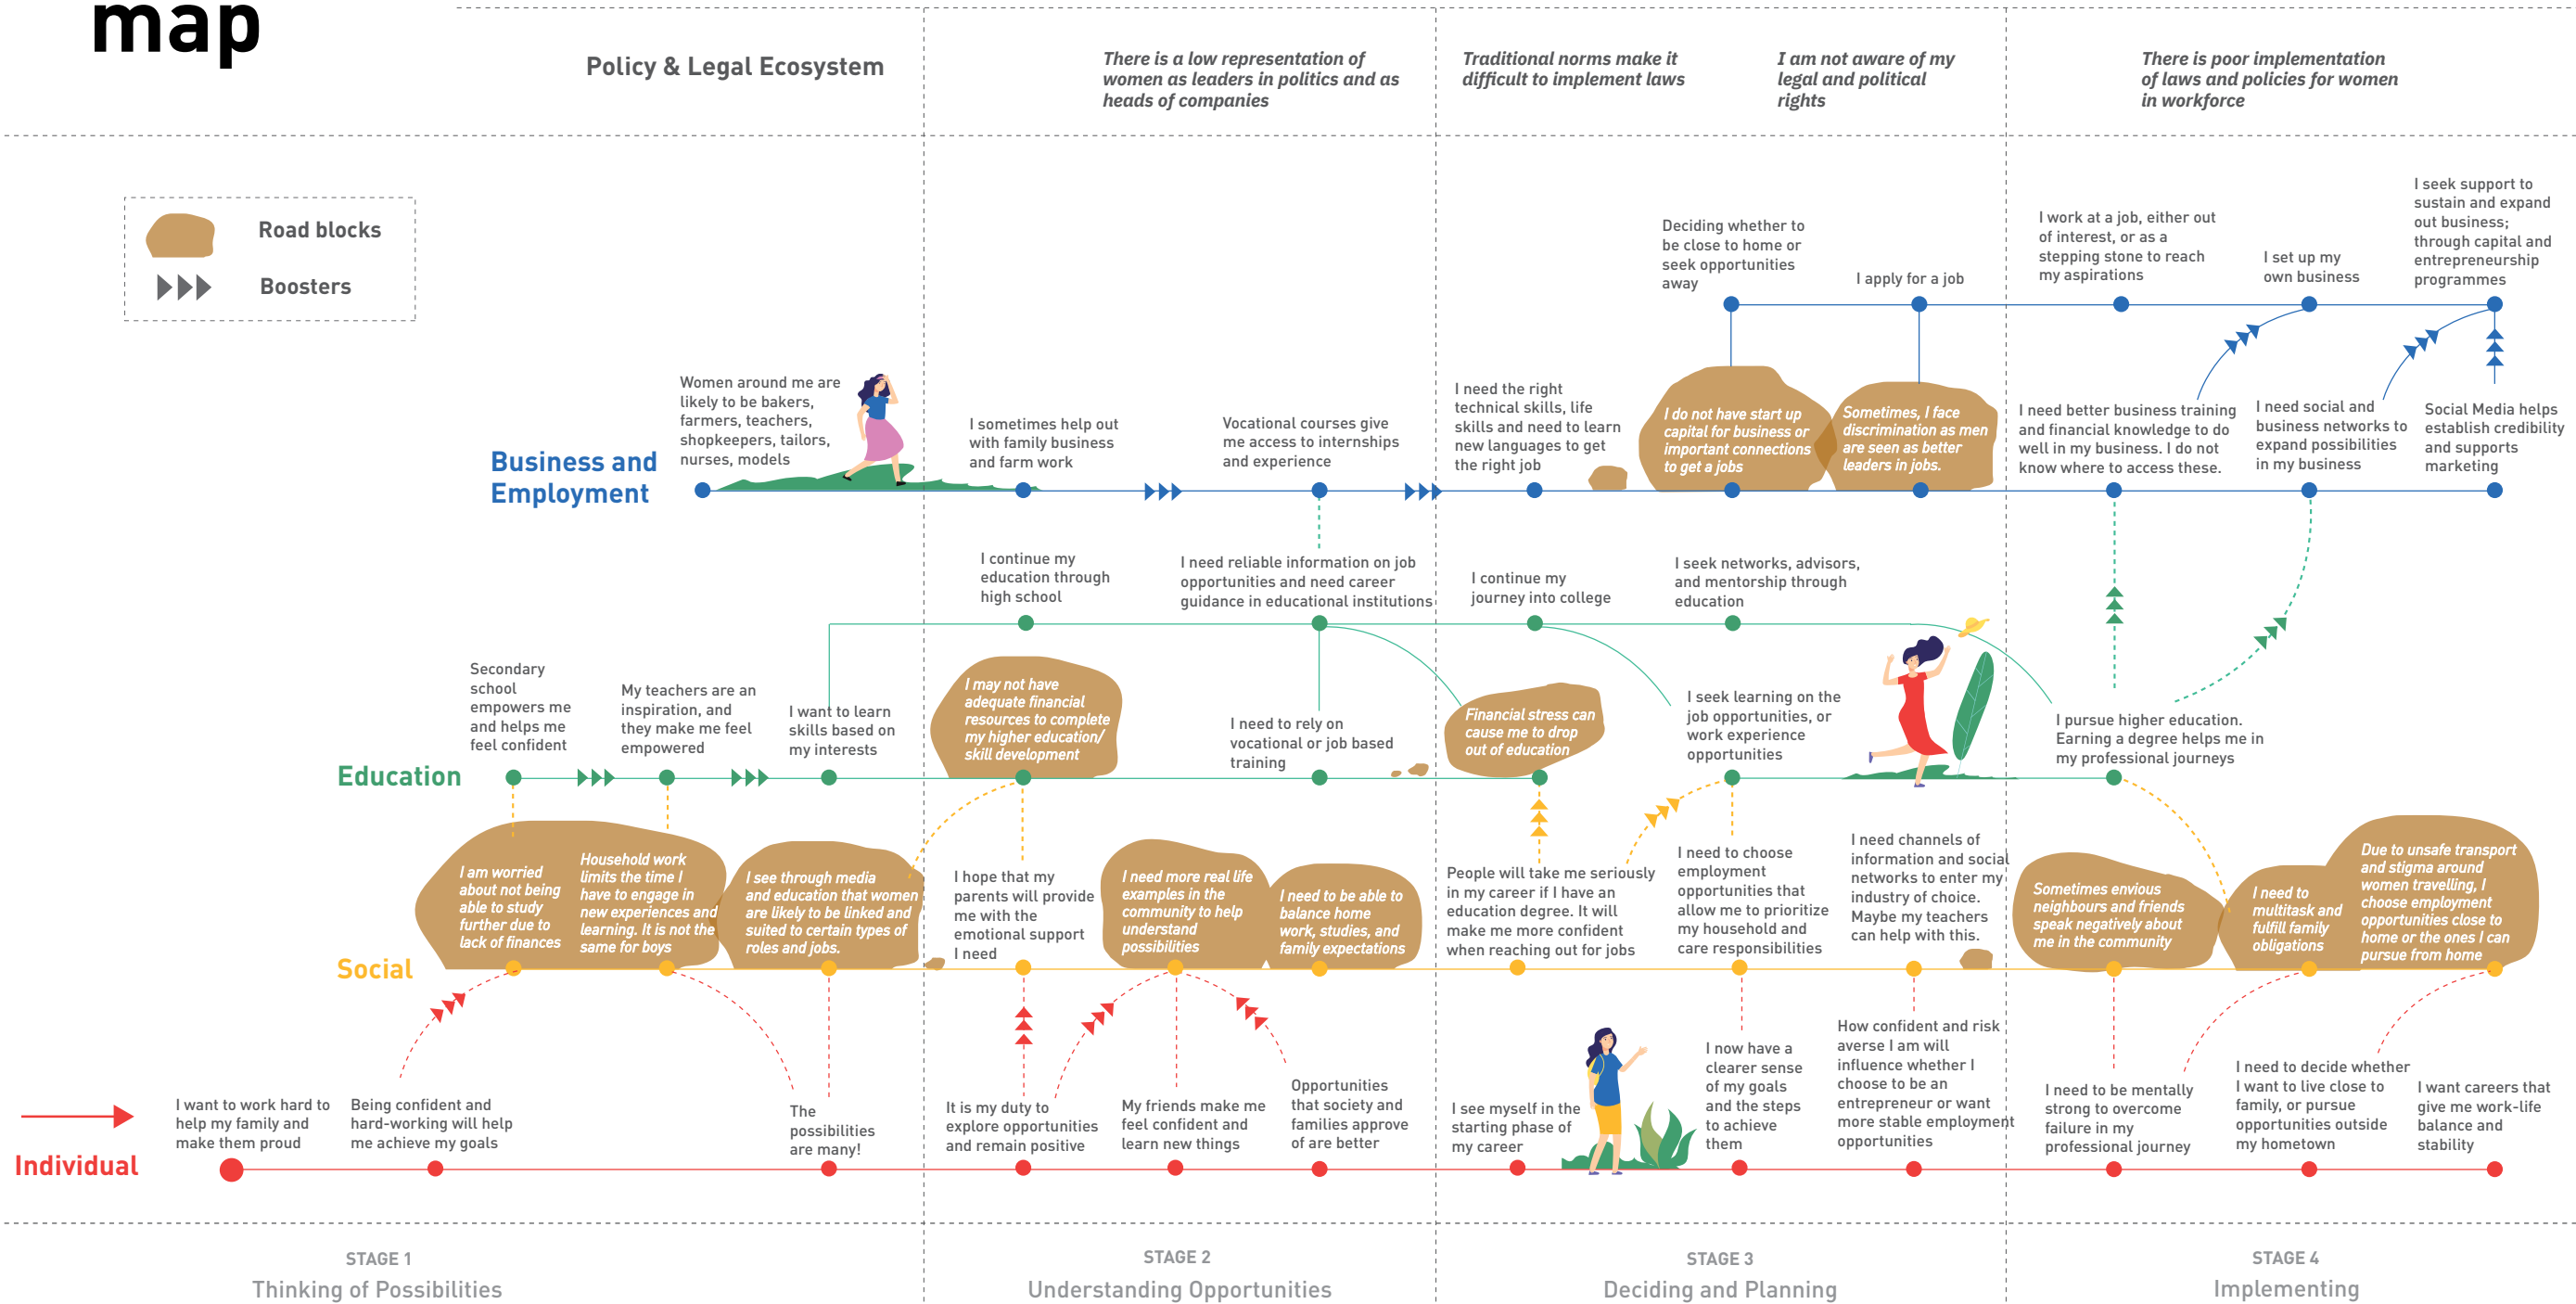 map
Policy & Legal Ecosystem
There is a low representation of
women as leaders in politics and as
heads of companies
Traditional norms make it
difficult to implement laws
I am not aware of my
legal and political
rights
There is poor implementation
of laws and policies for women
in workforce
Road blocks
Boosters
Deciding whether to
be close to home or
seek opportunities
away
I apply for a job
I work at a job, either out
of interest, or as a
stepping stone to reach
my aspirations
I set up my
own business
I seek support to
sustain and expand
out business;
through capital and
entrepreneurship
programmes
Business and
Employment
Women around me are
likely to be bakers,
farmers, teachers,
shopkeepers, tailors,
nurses, models
I sometimes help out
with family business
and farm work
Vocational courses give
me access to internships
and experience
I need the right
technical skills, life
skills and need to learn
new languages to get
the right job
I do not have start up
capital for business or
important connections
to get a jobs
Sometimes, I face
discrimination as men
are seen as better
leaders in jobs.
I need better business training
and financial knowledge to do
well in my business. I do not
know where to access these.
I need social and
business networks to
expand possibilities
in my business
Social Media helps
establish credibility
and supports
marketing
I continue my
education through
high school
I need reliable information on job
opportunities and need career
guidance in educational institutions
I continue my
journey into college
I seek networks, advisors,
and mentorship through
education
Education
Secondary
school
empowers me
and helps me
feel confident
My teachers are an
inspiration, and
they make me feel
empowered
I want to learn
skills based on
my interests
I may not have
adequate financial
resources to complete
my higher education/
skill development
I need to rely on
vocational or job based
training
Financial stress can
cause me to drop
out of education
I seek learning on the
job opportunities, or
work experience
opportunities
I pursue higher education.
Earning a degree helps me in
my professional journeys
Social
I am worried
about not being
able to study
further due to
lack of finances
Household work
limits the time I
have to engage in
new experiences and
learning. It is not the
same for boys
I see through media
and education that women
are likely to be linked and
suited to certain types of
roles and jobs.
I hope that my
parents will provide
me with the
emotional support
I need
I need more real life
examples in the
community to help
understand
possibilities
I need to be able to
balance home
work, studies, and
family expectations
People will take me seriously
in my career if I have an
education degree. It will
make me more confident
when reaching out for jobs
I need to choose
employment
opportunities that
allow me to prioritize
my household and
care responsibilities
I need channels of
information and social
networks to enter my
industry of choice.
Maybe my teachers
can help with this.
Sometimes envious
neighbours and friends
speak negatively about
me in the community
I need to
multitask and
fulfill family
obligations
Due to unsafe transport
and stigma around
women travelling, I
choose employment
opportunities close to
home or the ones I can
pursue from home
Individual
I want to work hard to
help my family and
make them proud
Being confident and
hard-working will help
me achieve my goals
The
possibilities
are many!
It is my duty to
explore opportunities
and remain positive
My friends make me
feel confident and
learn new things
Opportunities
that society and
families approve
of are better
I see myself in the
starting phase of
my career
I now have a
clearer sense
of my goals
and the steps
to achieve
them
How confident and risk
averse I am will
influence whether I
choose to be an
entrepreneur or want
more stable employment
opportunities
I need to be mentally
strong to overcome
failure in my
professional journey
I need to decide whether
I want to live close to
family, or pursue
opportunities outside
my hometown
I want careers that
give me work-life
balance and
stability
STAGE 1
Thinking of Possibilities
STAGE 2
Understanding Opportunities
STAGE 3
Deciding and Planning
STAGE 4
Implementing